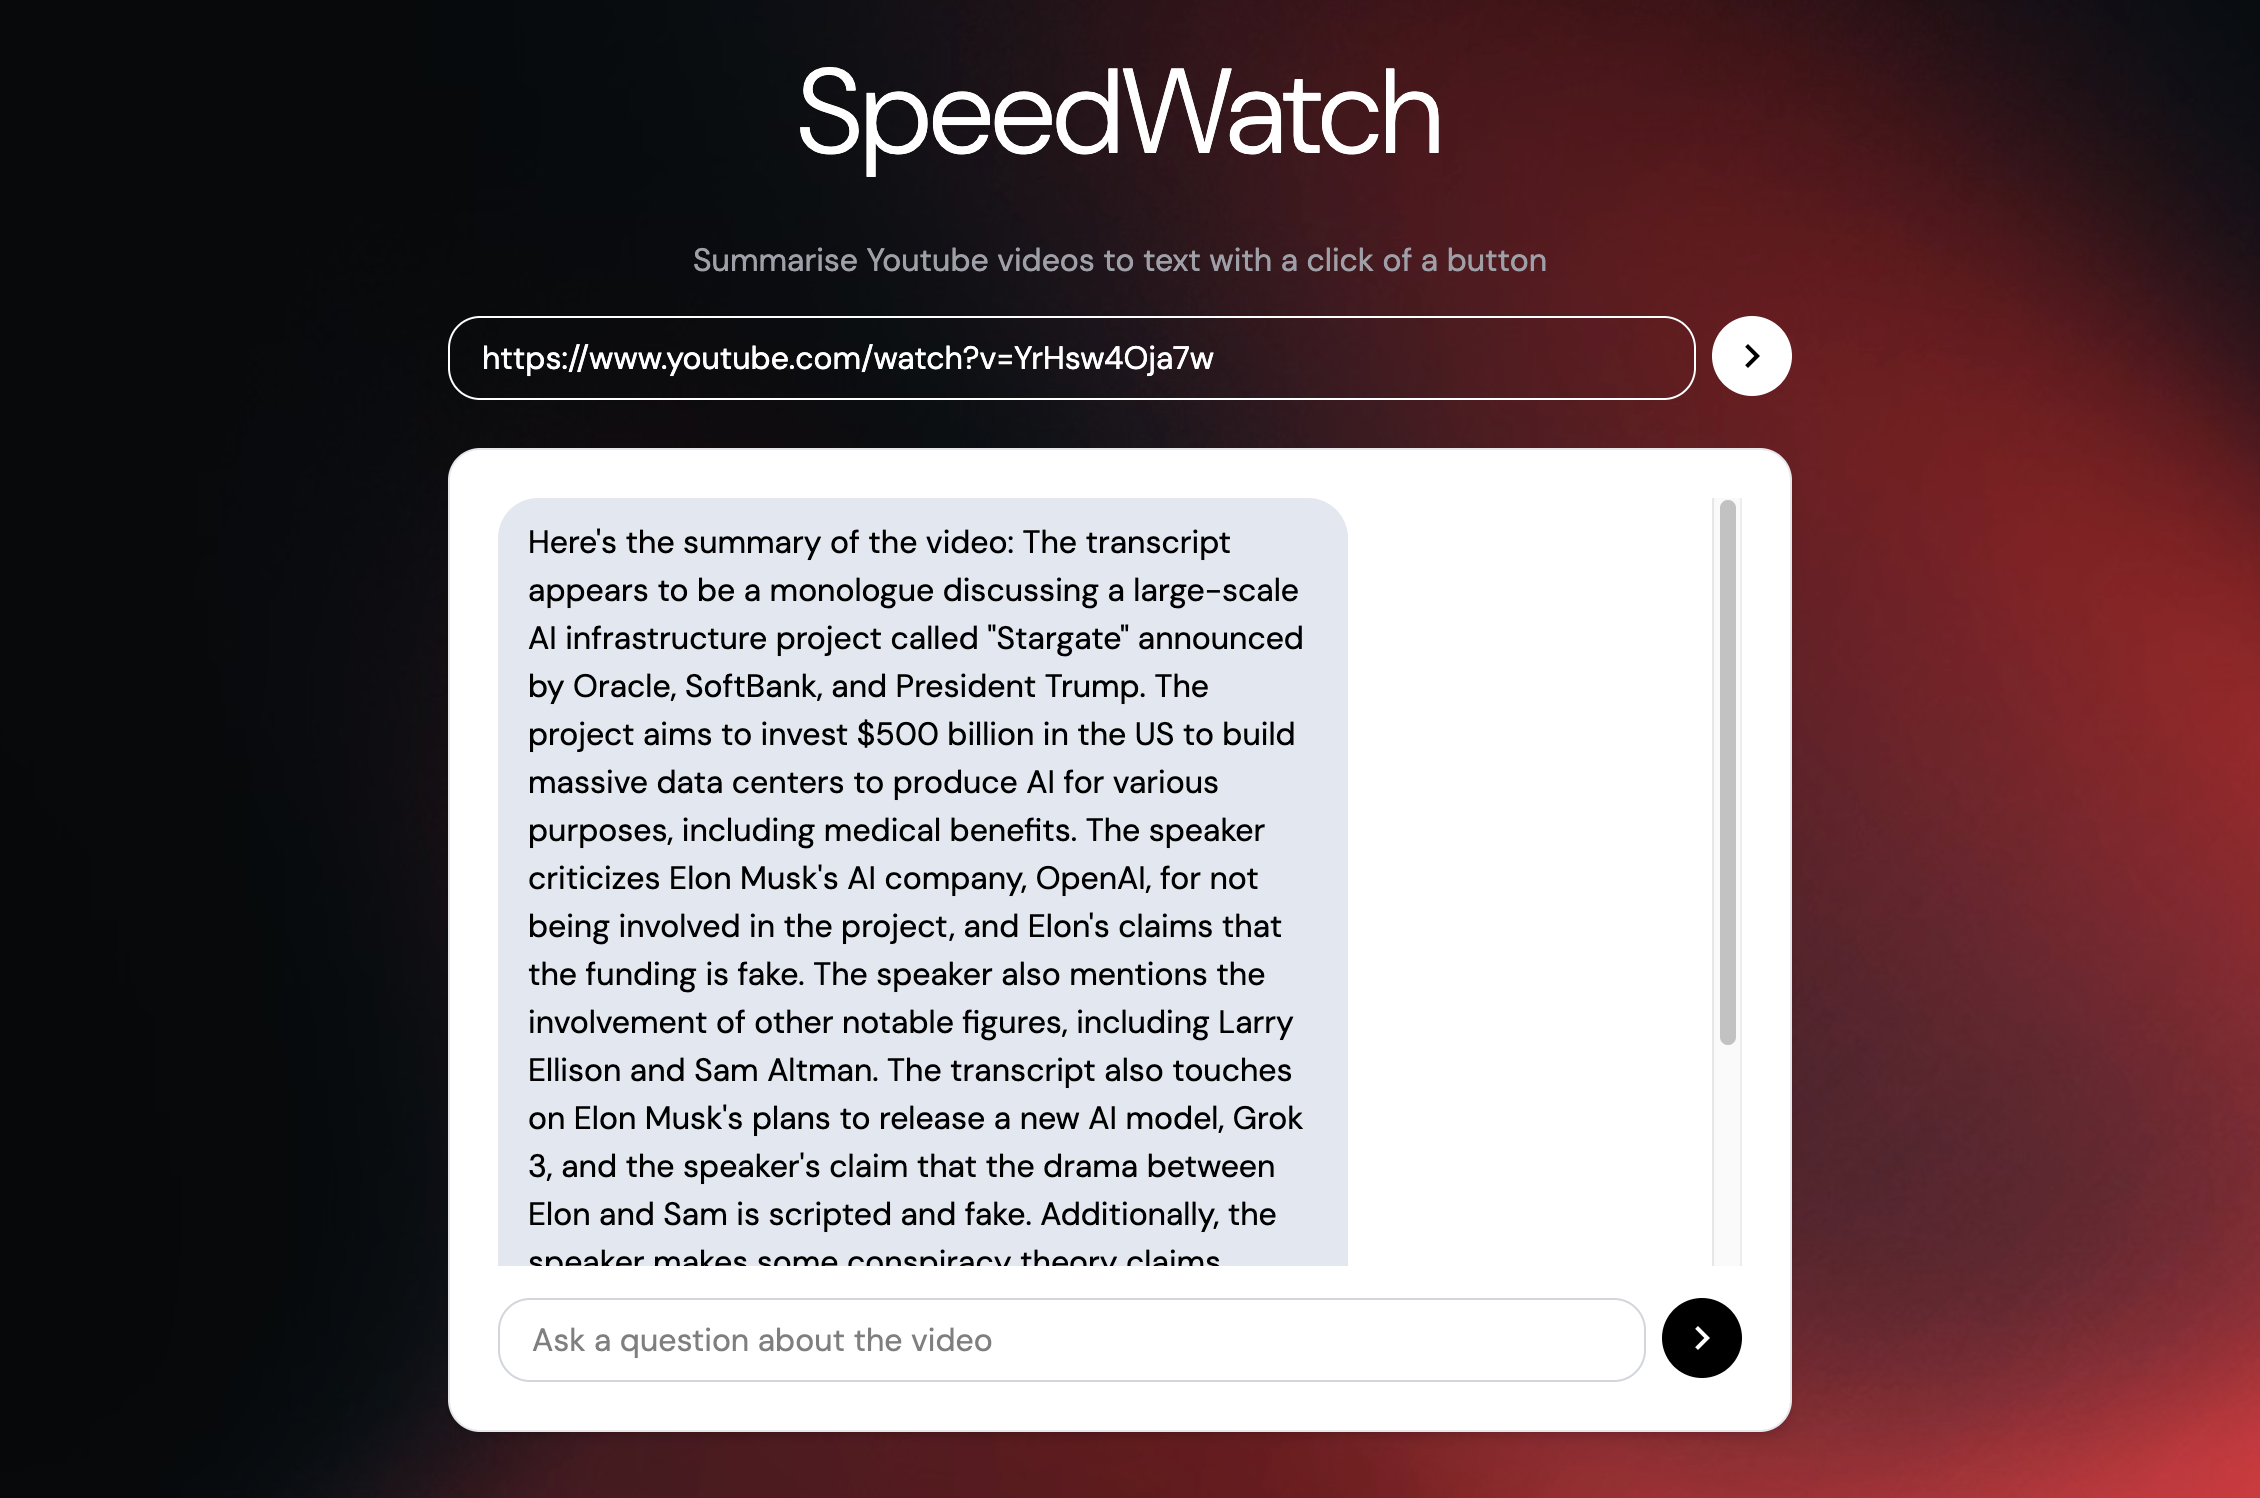 SpeedWatch
Summarise Youtube videos to text with a click of a button
https://www.youtube.com/watch?v=YrHsw4Oja7w
Here's the summary of the video: The transcript
appears to be a monologue discussing a large-scale
AI infrastructure project called "Stargate" announced
by Oracle, SoftBank, and President Trump. The
project aims to invest $500 billion in the US to build
massive data centers to produce AI for various
purposes, including medical benefits. The speaker
criticizes Elon Musk's AI company, OpenAI, for not
being involved in the project, and Elon's claims that
the funding is fake. The speaker also mentions the
involvement of other notable figures, including Larry
Ellison and Sam Altman. The transcript also touches
on Elon Musk's plans to release a new AI model, Grok
3, and the speaker's claim that the drama between
Elon and Sam is scripted and fake. Additionally, the
speaker makes some conspiracy theory claims
Ask a question about the video